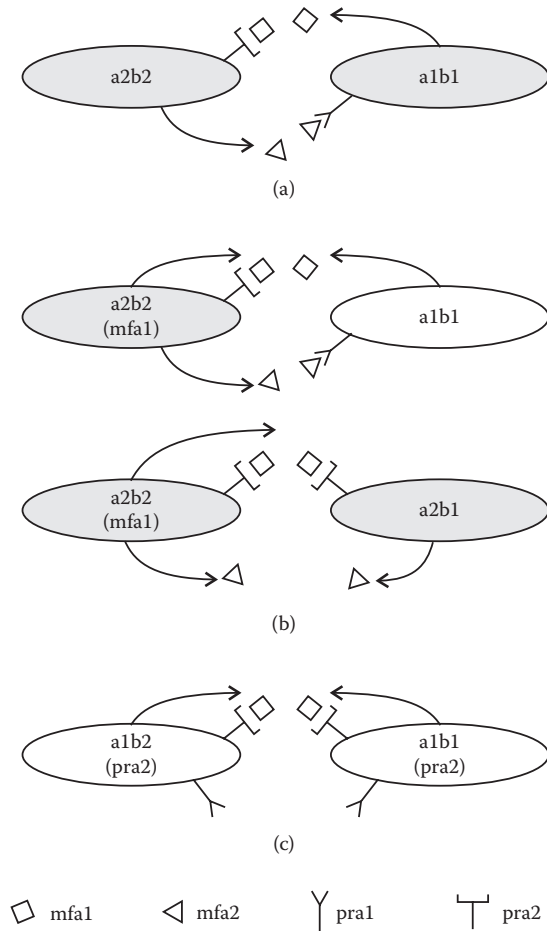 a2b2 a1b1
(a)
a2b2 a1b1
(mfa1)
a2b2 a2b1
(mfa1)
(b)
a1b2 a1b1
(pra2) (pra2)
(c)
mfa1 mfa2 pra1 pra2